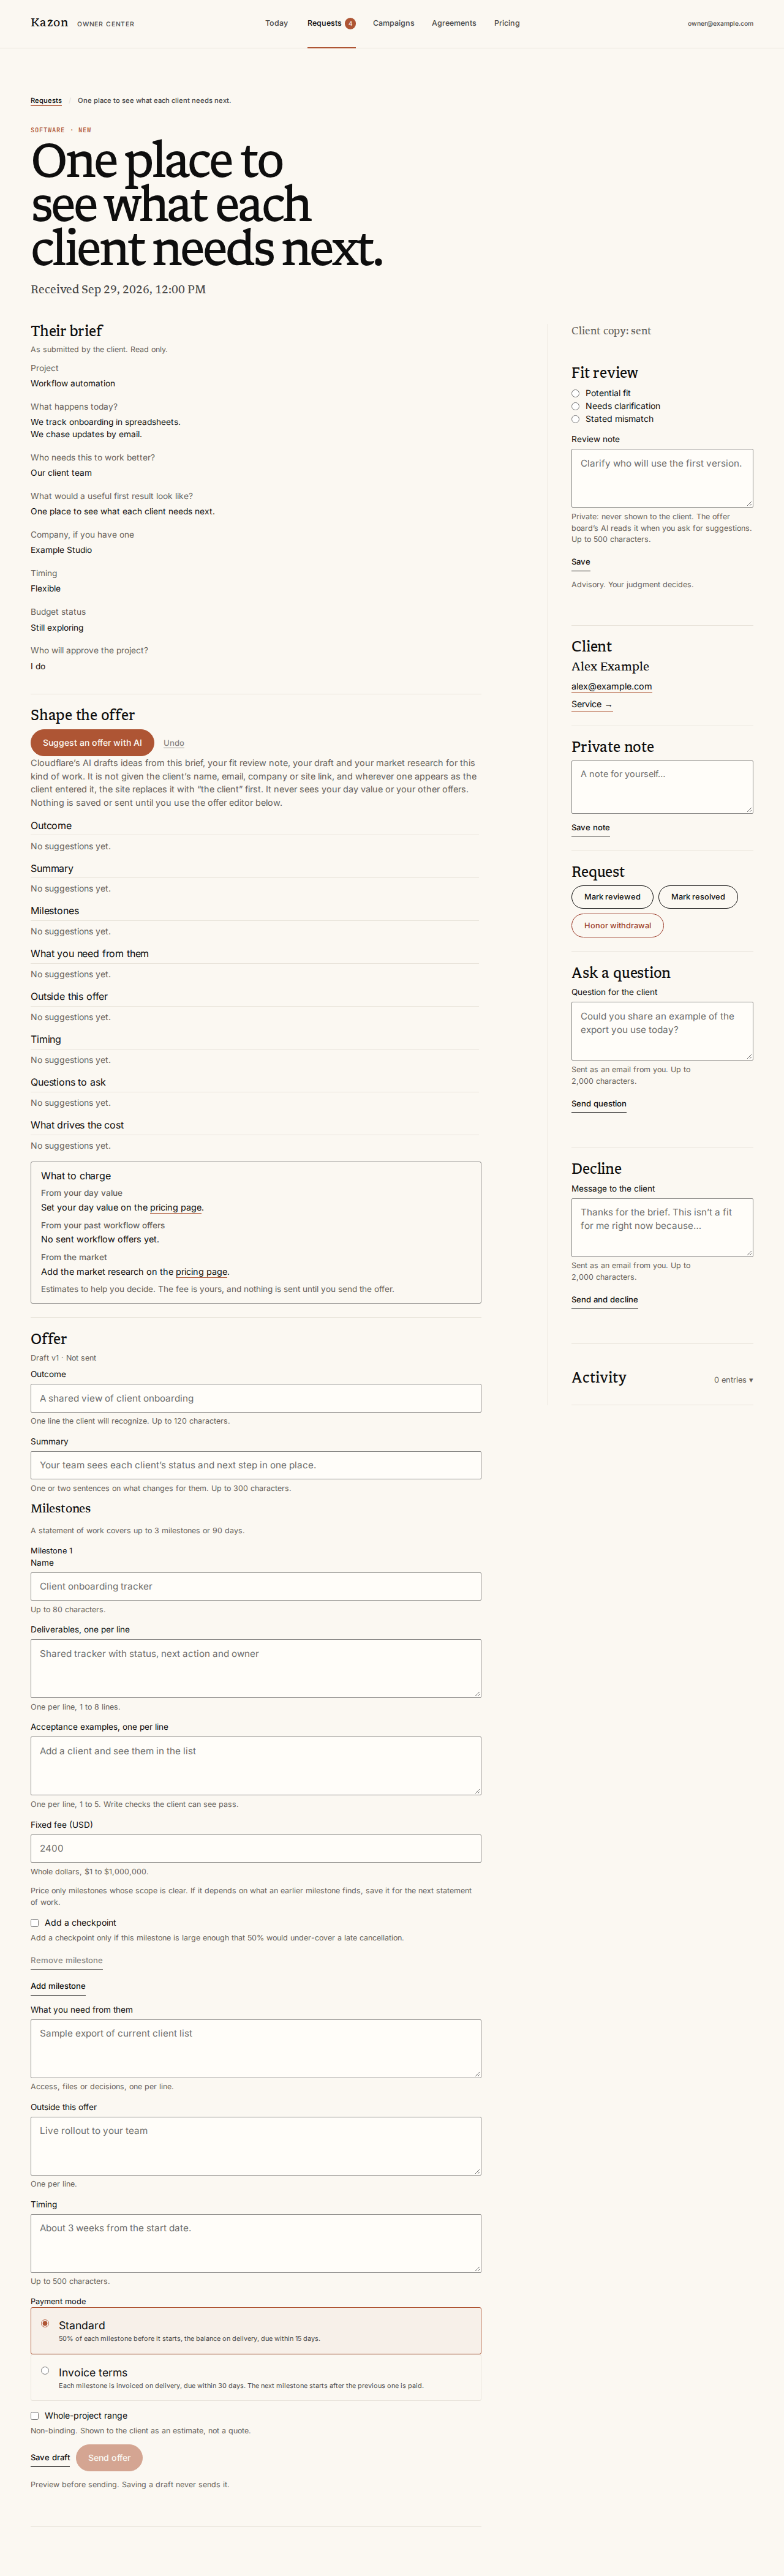 Kazon OWNER CENTER Today Requests 4 Campaigns Agreements Pricing owner@example.com
Requests / One place to see what each client needs next.
SOFTWARE · NEW
One place to
see what each
client needs next.
Received Sep 29, 2026, 12:00 PM
Their brief
As submitted by the client. Read only.
Project
Workflow automation
What happens today?
We track onboarding in spreadsheets.
We chase updates by email.
Who needs this to work better?
Our client team
What would a useful first result look like?
One place to see what each client needs next.
Company, if you have one
Example Studio
Timing
Flexible
Budget status
Still exploring
Who will approve the project?
I do
Shape the offer
Suggest an offer with AI Undo
Cloudflare's AI drafts ideas from this brief, your fit review note, your draft and your market research for this
kind of work. It is not given the client's name, email, company or site link, and wherever one appears as the
client entered it, the site replaces it with “the client” first. It never sees your day value or your other offers.
Nothing is saved or sent until you use the offer editor below.
Outcome
No suggestions yet.
Summary
No suggestions yet.
Milestones
No suggestions yet.
What you need from them
No suggestions yet.
Outside this offer
No suggestions yet.
Timing
No suggestions yet.
Questions to ask
No suggestions yet.
What drives the cost
No suggestions yet.
What to charge
From your day value
Set your day value on the pricing page.
From your past workflow offers
No sent workflow offers yet.
From the market
Add the market research on the pricing page.
Estimates to help you decide. The fee is yours, and nothing is sent until you send the offer.
Offer
Draft v1 · Not sent
Outcome
A shared view of client onboarding
One line the client will recognize. Up to 120 characters.
Summary
Your team sees each client's status and next step in one place.
One or two sentences on what changes for them. Up to 300 characters.
Milestones
A statement of work covers up to 3 milestones or 90 days.
Milestone 1
Name
Client onboarding tracker
Up to 80 characters.
Deliverables, one per line
Shared tracker with status, next action and owner
One per line, 1 to 8 lines.
Acceptance examples, one per line
Add a client and see them in the list
One per line, 1 to 5. Write checks the client can see pass.
Fixed fee (USD)
2400
Whole dollars, $1 to $1,000,000.
Price only milestones whose scope is clear. If it depends on what an earlier milestone finds, save it for the next statement
of work.
Add a checkpoint
Add a checkpoint only if this milestone is large enough that 50% would under-cover a late cancellation.
Remove milestone
Add milestone
What you need from them
Sample export of current client list
Access, files or decisions, one per line.
Outside this offer
Live rollout to your team
One per line.
Timing
About 3 weeks from the start date.
Up to 500 characters.
Payment mode
Standard
50% of each milestone before it starts, the balance on delivery, due within 15 days.
Invoice terms
Each milestone is invoiced on delivery, due within 30 days. The next milestone starts after the previous one is paid.
Whole-project range
Non-binding. Shown to the client as an estimate, not a quote.
Save draft Send offer
Preview before sending. Saving a draft never sends it.
Client copy: sent
Fit review
Potential fit
Needs clarification
Stated mismatch
Review note
Clarify who will use the first version.
Private: never shown to the client. The offer
board's AI reads it when you ask for suggestions.
Up to 500 characters.
Save
Advisory. Your judgment decides.
Client
Alex Example
alex@example.com
Service →
Private note
A note for yourself…
Save note
Request
Mark reviewed Mark resolved
Honor withdrawal
Ask a question
Question for the client
Could you share an example of the
export you use today?
Sent as an email from you. Up to
2,000 characters.
Send question
Decline
Message to the client
Thanks for the brief. This isn't a fit
for me right now because…
Sent as an email from you. Up to
2,000 characters.
Send and decline
Activity 0 entries ▾